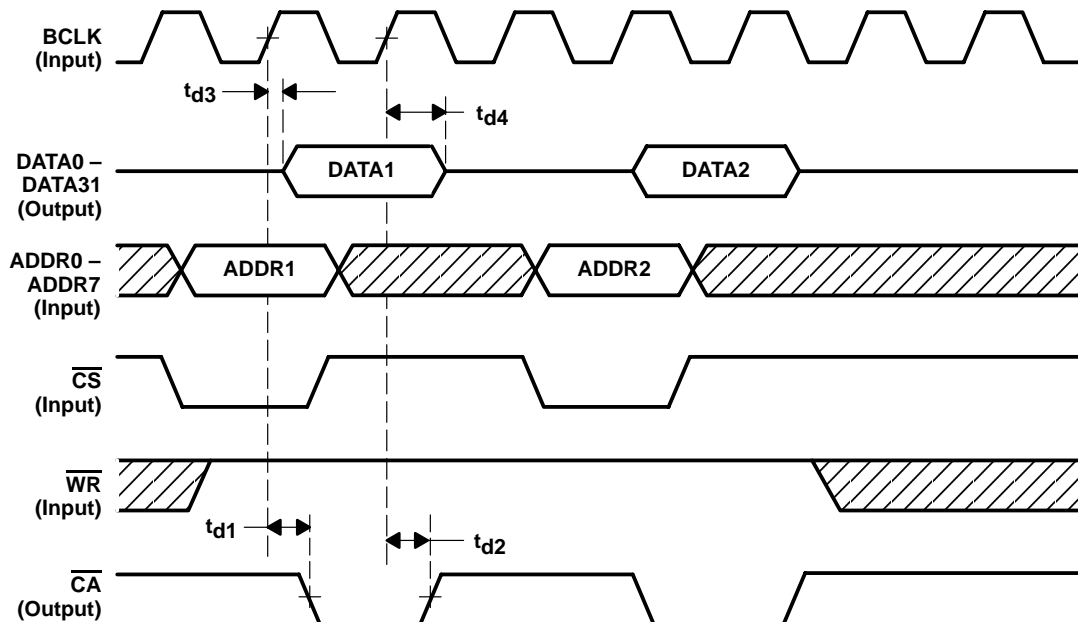 BCLK
(Input)
td3
td4
DATA0 –
DATA31
(Output)
DATA1
DATA2
ADDR0 –
ADDR7
(Input)
ADDR1
ADDR2
CS
(Input)
WR
(Input)
td1
td2
CA
(Output)